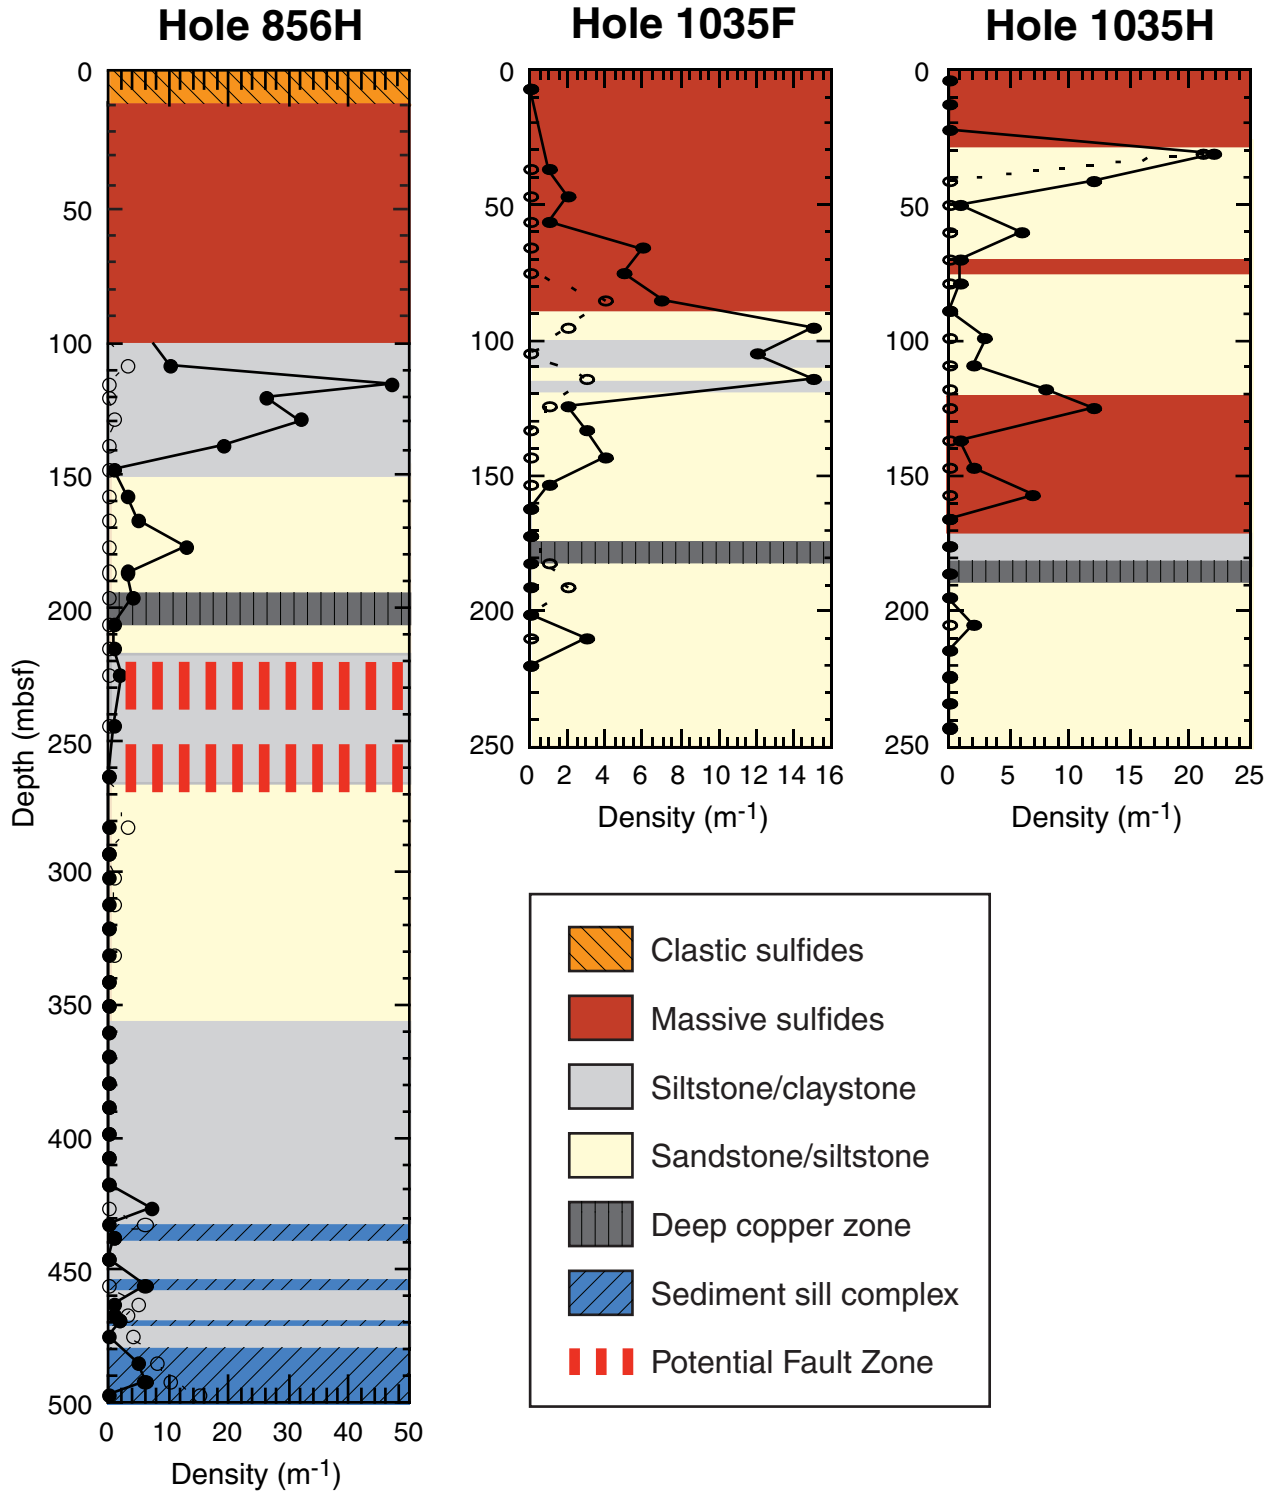 Hole 856H
Hole 1035F
Hole 1035H
0
50
100
150
200
250
300
350
400
450
500
Depth (mbsf)
0 10 20 30 40 50
Density (m-1)
0
50
100
150
200
250
0 2 4 6 8 10 12 14 16
Density (m-1)
0
50
100
150
200
250
0 5 10 15 20 25
Density (m-1)
Clastic sulfides
Massive sulfides
Siltstone/claystone
Sandstone/siltstone
Deep copper zone
Sediment sill complex
Potential Fault Zone